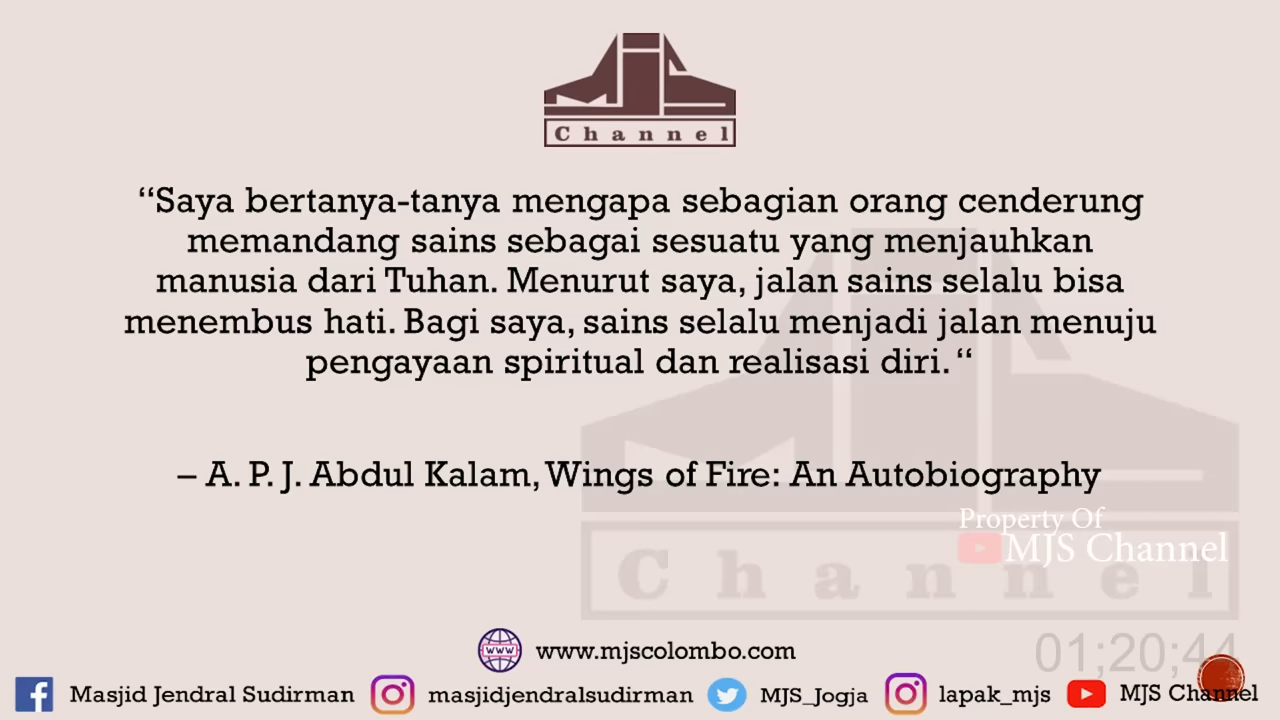 MJS
Channel
“Saya bertanya-tanya mengapa sebagian orang cenderung
memandang sains sebagai sesuatu yang menjauhkan
manusia dari Tuhan. Menurut saya, jalan sains selalu bisa
menembus hati. Bagi saya, sains selalu menjadi jalan menuju
pengayaan spiritual dan realisasi diri. “
– A. P. J. Abdul Kalam, Wings of Fire: An Autobiography
Property Of
MJS Channel
Channel
www www.mjscolombo.com
01;20;44
Masjid Jendral Sudirman masjidjendralsudirman MJS_Jogja lapak_mjs MJS Channel